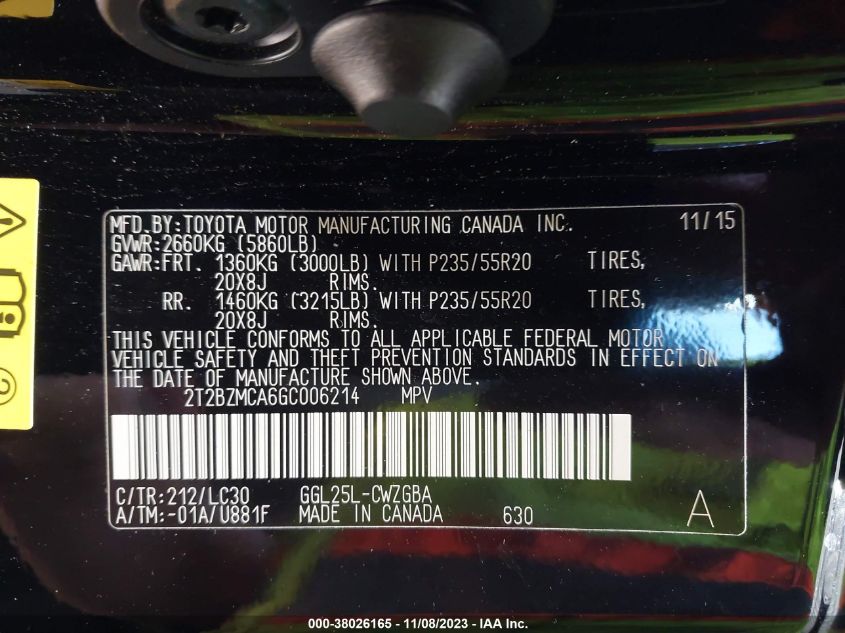 MFD.BY:TOYOTA MOTOR MANUFACTURING CANADA INC. 11/15
GVWR:2660KG (5860LB)
GAWR:FRT. 1360KG (3000LB) WITH P235/55R20 TIRES,
20X8J RIMS.
RR. 1460KG (3215LB) WITH P235/55R20 TIRES,
20X8J RIMS.
THIS VEHICLE CONFORMS TO ALL APPLICABLE FEDERAL MOTOR
VEHICLE SAFETY AND THEFT PREVENTION STANDARDS IN EFFECT ON
THE DATE OF MANUFACTURE SHOWN ABOVE.
2T2BZMCA6GC006214 MPV
C/TR:212/LC30 GGL25L-CWZGBA
A/TM:-01A/U881F MADE IN CANADA 630 A
000-38026165 - 11/08/2023 - IAA Inc.